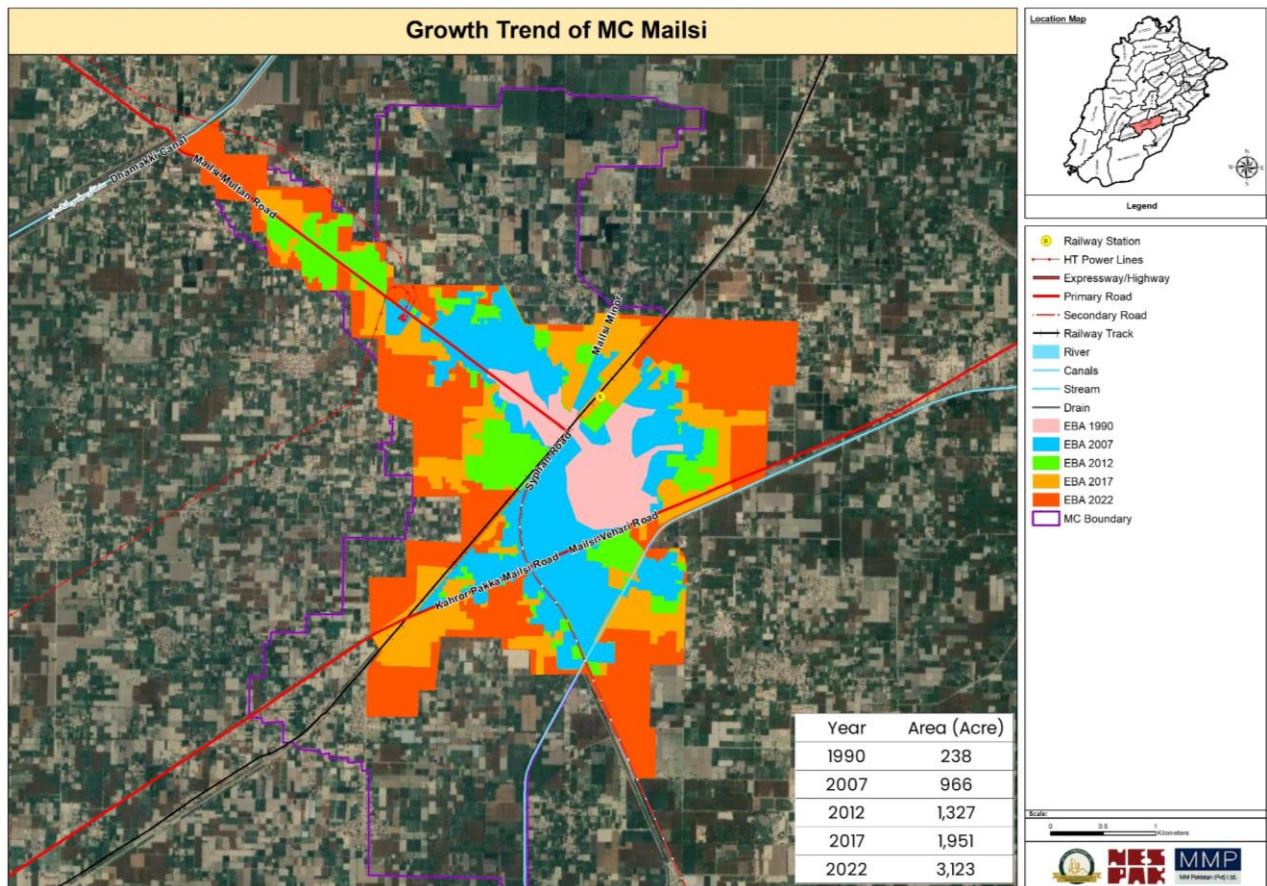 Growth Trend of MC Mailsi
Dhamakki Canal
Mailsi Multan Road
Mailsi Minor
Syphan Road
Mailsi-Vehari Road
Kahror Pakka Mailsi Road
R
Year Area (Acre)
1990 238
2007 966
2012 1,327
2017 1,951
2022 3,123
Location Map
N
W E
S
Legend
Railway Station
HT Power Lines
Expressway/Highway
Primary Road
Secondary Road
Railway Track
River
Canals
Stream
Drain
EBA 1990
EBA 2007
EBA 2012
EBA 2017
EBA 2022
MC Boundary
Scale:
0 0.5 1
Kilometers
NES
PAK
MMP
MM Pakistan (Pvt) Ltd.